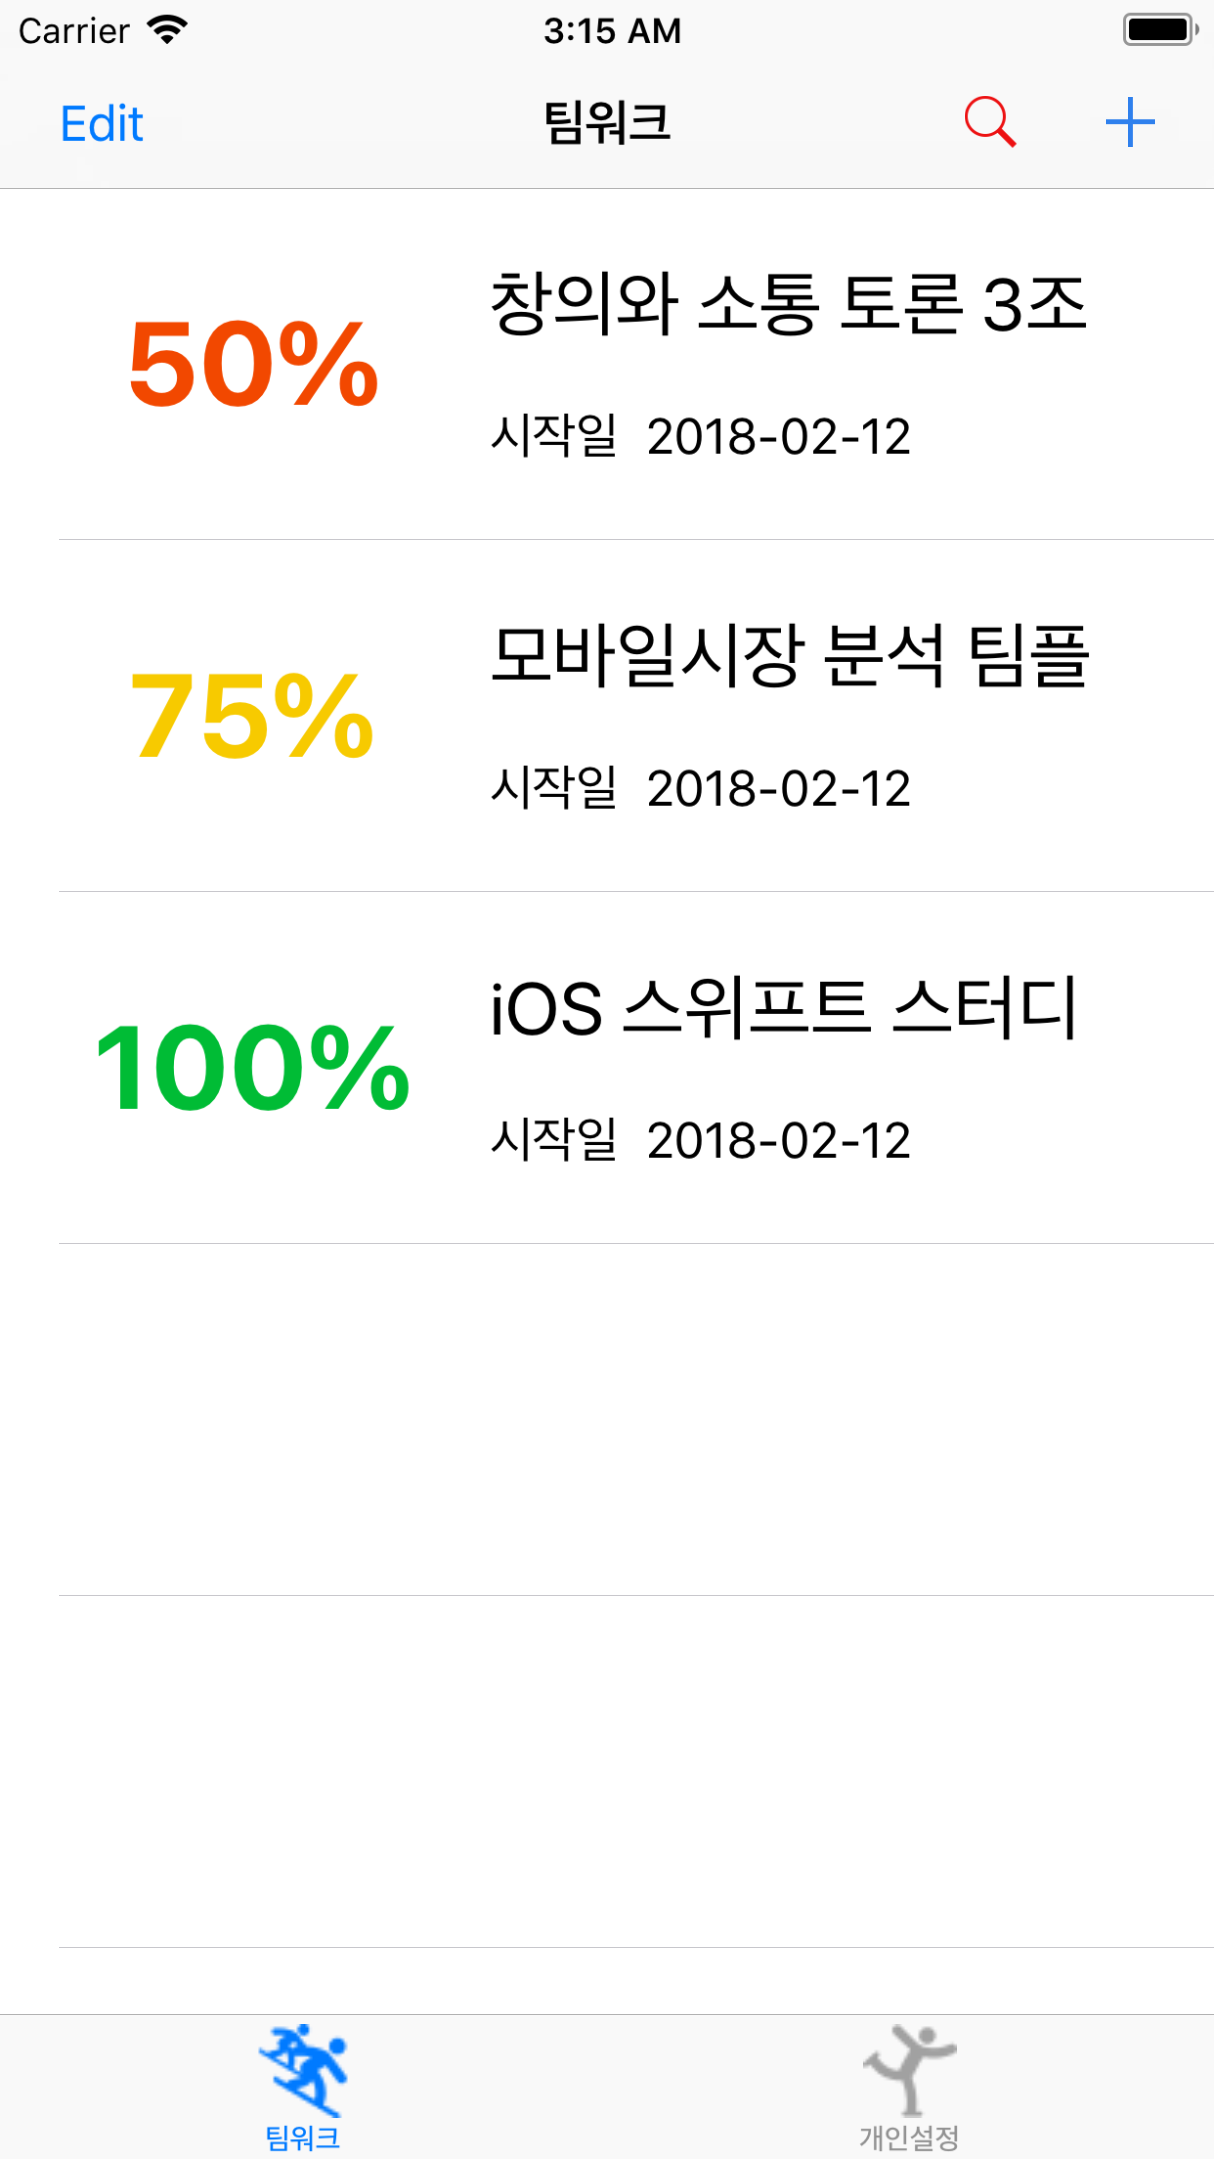 Carrier 3:15 AM
Edit 팀워크
50% 창의와 소통 토론 3조
시작일 2018-02-12
75% 모바일시장 분석 팀플
시작일 2018-02-12
100% iOS 스위프트 스터디
시작일 2018-02-12
팀워크 개인설정